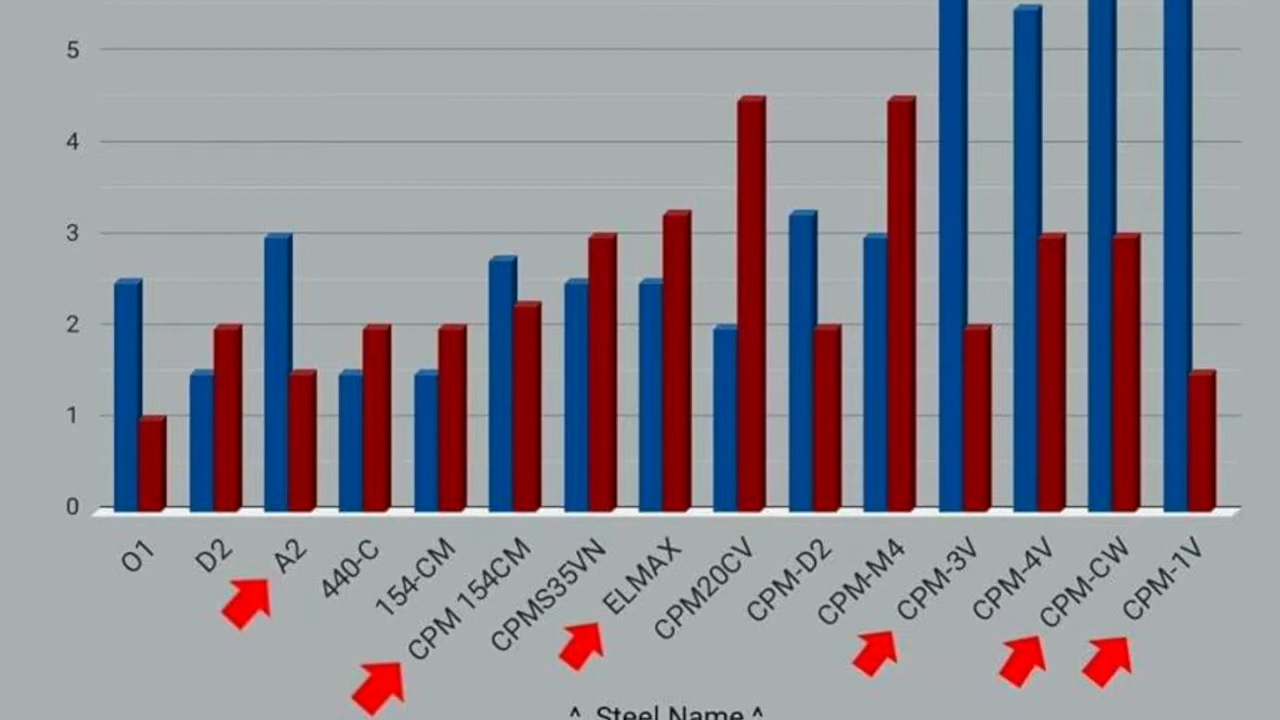 5
4
3
2
1
0
O1
D2
A2
440-C
154-CM
CPM 154CM
CPMS35VN
ELMAX
CPM20CV
CPM-D2
CPM-M4
CPM-3V
CPM-4V
CPM-CW
CPM-1V
^ Steel Name ^